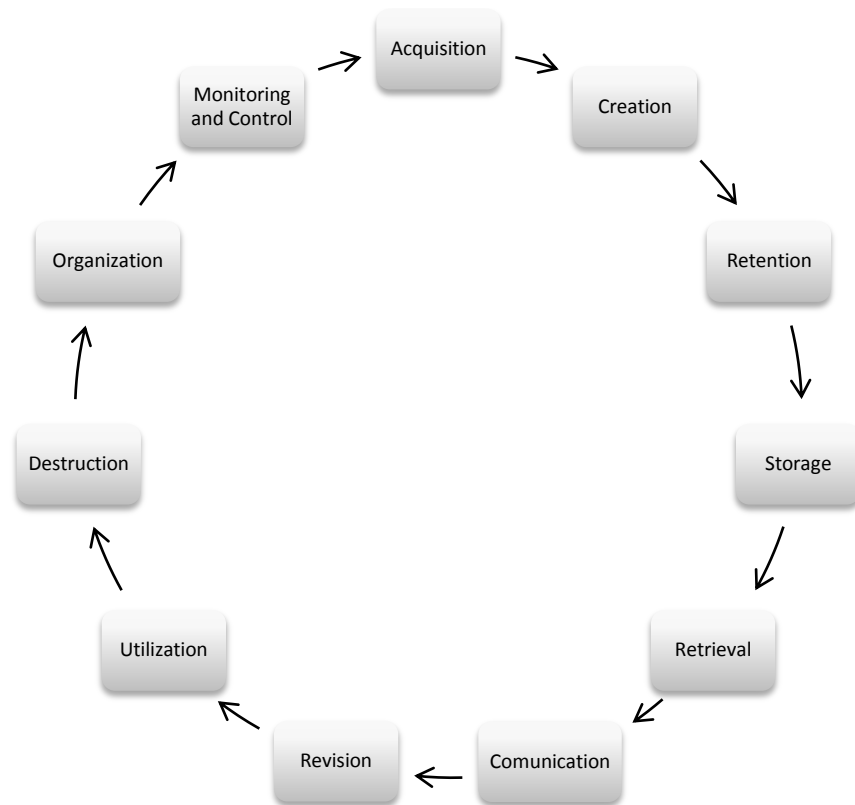 Acquisition
Creation
Retention
Storage
Retrieval
Comunication
Revision
Utilization
Destruction
Organization
Monitoring
and Control